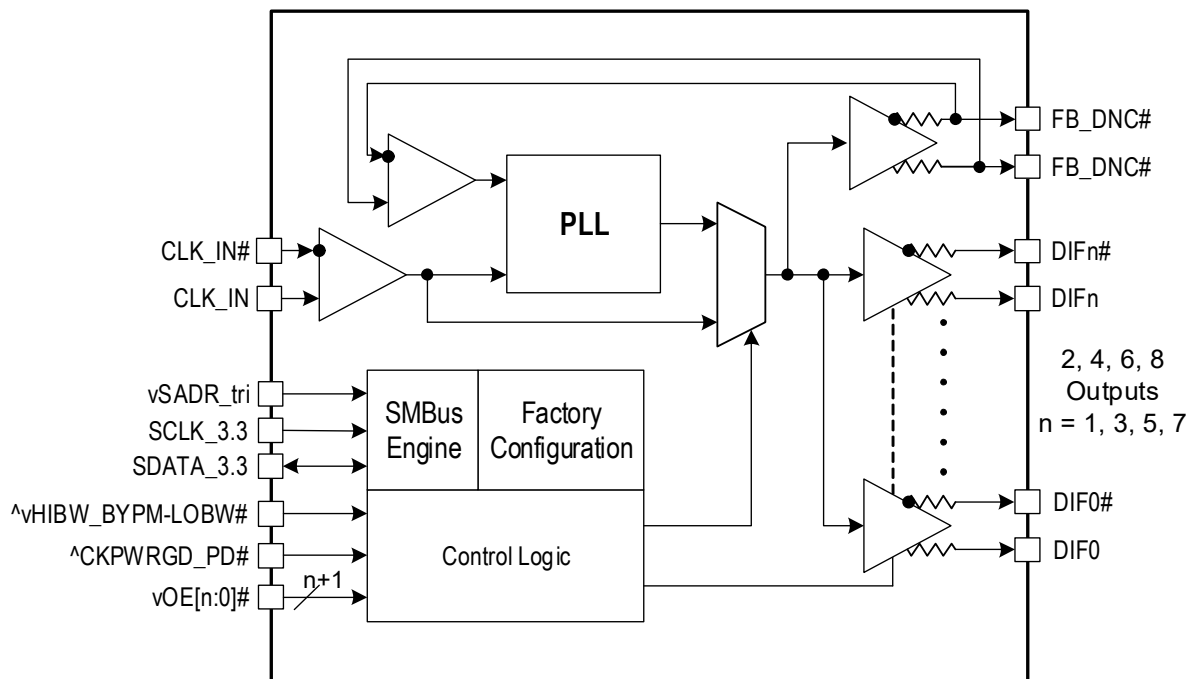 FB_DNC#
FB_DNC#
PLL
CLK_IN#
CLK_IN
DIFn#
DIFn
2, 4, 6, 8
Outputs
n = 1, 3, 5, 7
vSADR_tri
SCLK_3.3
SDATA_3.3
^vHIBW_BYPM-LOBW#
^CKPWRGD_PD#
vOE[n:0]#
n+1
SMBus
Engine
Factory
Configuration
Control Logic
DIF0#
DIF0